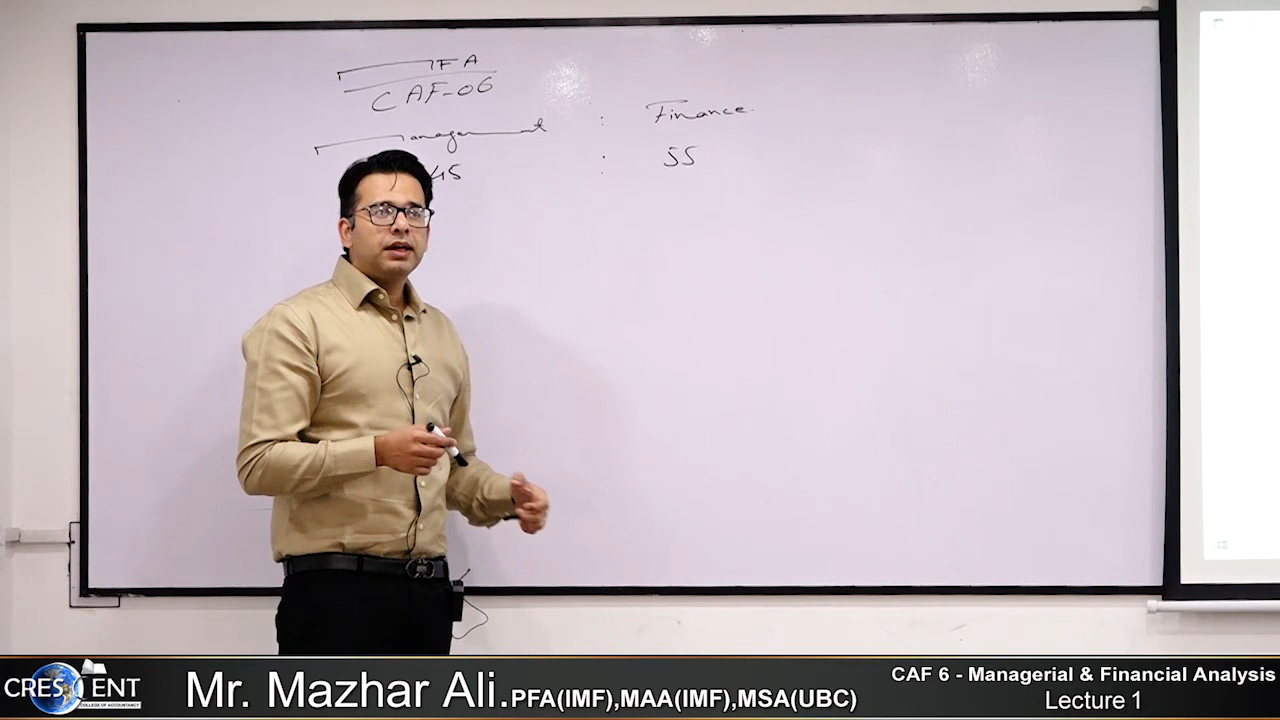 MFA
CAF-06
Management : Finance
45 : 55
CRESCENT
COLLEGE OF ACCOUNTANCY
Mr. Mazhar Ali. PFA(IMF),MAA(IMF),MSA(UBC)
CAF 6 - Managerial & Financial Analysis
Lecture 1